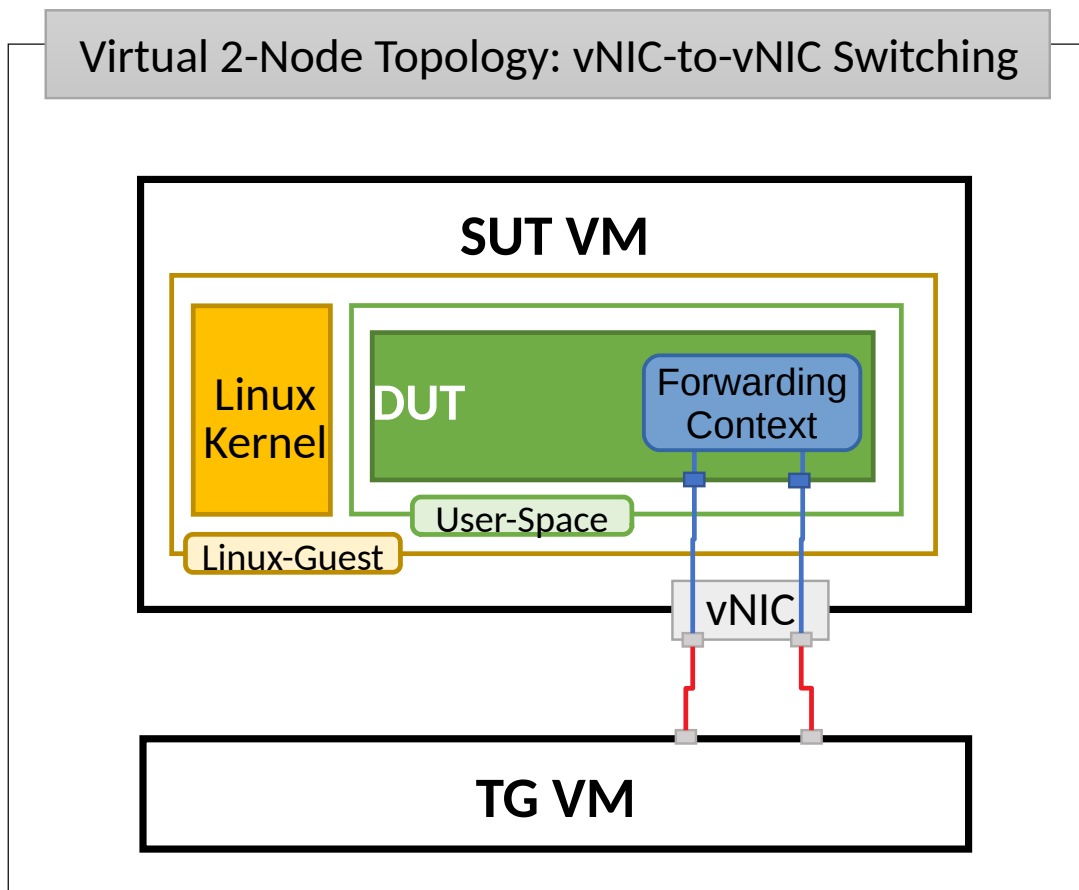 Virtual 2-Node Topology: vNIC-to-vNIC Switching
SUT VM
Linux
Kernel
DUT
Forwarding
Context
User-Space
Linux-Guest
vNIC
TG VM